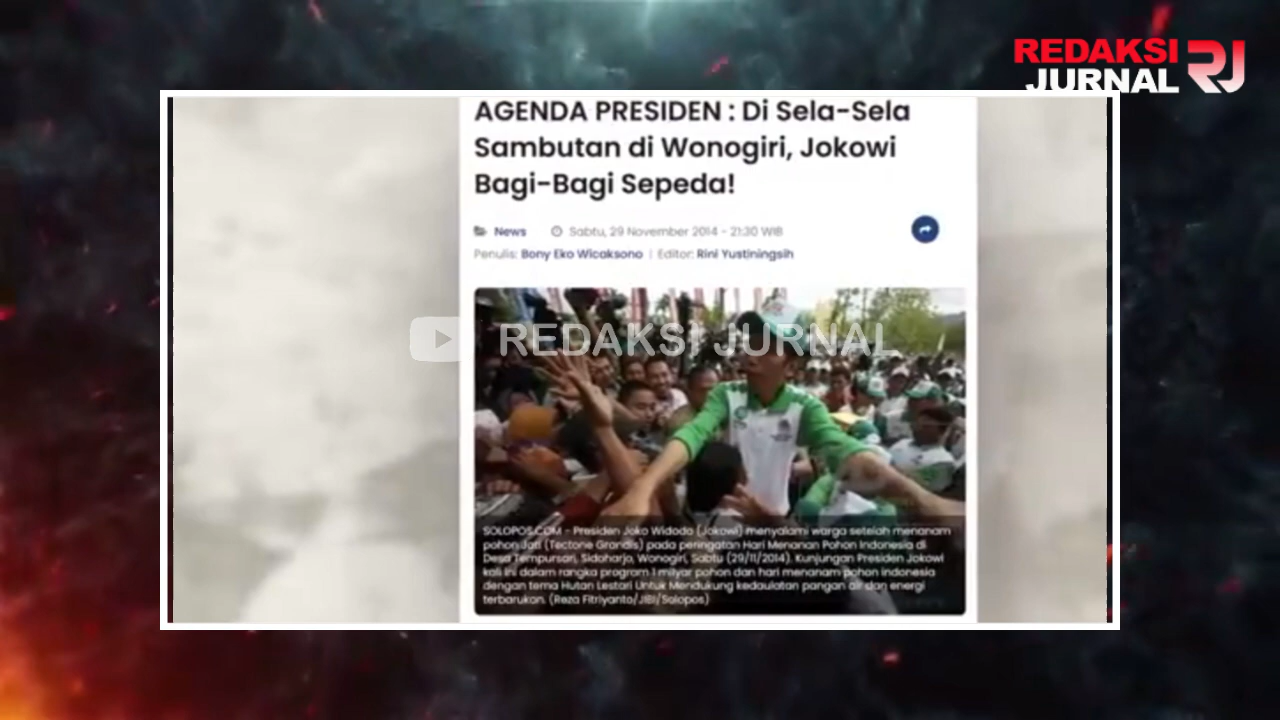 REDAKSI
JURNAL RJ
AGENDA PRESIDEN : Di Sela-Sela
Sambutan di Wonogiri, Jokowi
Bagi-Bagi Sepeda!
News Sabtu, 29 November 2014 - 21:30 WIB
Penulis: Bony Eko Wicaksono | Editor: Rini Yustiningsih
REDAKSI JURNAL
SOLOPOS.COM - Presiden Joko Widodo (Jokowi) menyalami warga setelah menanam
pohon Jati (Tectone Grandis) pada peringatan Hari Menanan Pohon Indonesia di
Desa Tempursari, Sidoharjo, Wonogiri, Sabtu (29/11/2014). Kunjungan Presiden Jokowi
kali ini dalam rangka program 1 milyar pohon dan hari menanam pohon indonesia
dengan tema Hutan Lestari Untuk Mendukung kedaulatan pangan air dan energi
terbarukan. (Reza Fitriyanto/JIBI/Solopos)